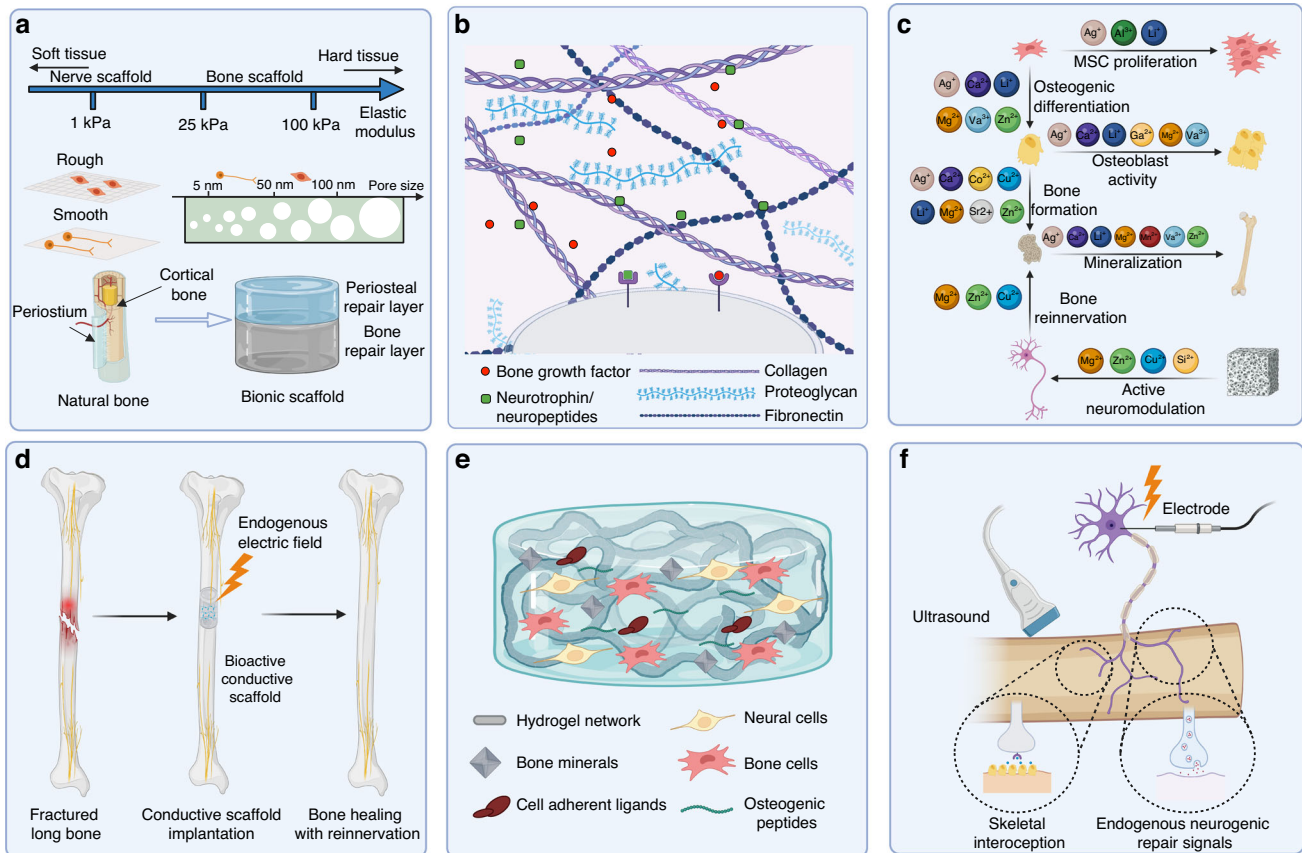 a
Soft tissue
Hard tissue
Nerve scaffold
Bone scaffold
1 kPa
25 kPa
100 kPa
Elastic
modulus
Rough
5 nm
50 nm
100 nm
Pore size
Smooth
Periostium
Cortical
bone
Periosteal
repair layer
Bone
repair layer
Natural bone
Bionic scaffold
b
Bone growth factor
Neurotrophin/
neuropeptides
Collagen
Proteoglycan
Fibronectin
c
Ag⁺ Al³⁺ Li⁺
MSC proliferation
Ag⁺ Ca²⁺ Li⁺
Mg²⁺ Va³⁺ Zn²⁺
Osteogenic
differentiation
Ag⁺ Ca²⁺ Li⁺ Ga²⁺ Mg²⁺ Va³⁺
Osteoblast
activity
Ag⁺ Ca²⁺ Co²⁺ Cu²⁺
Li⁺ Mg²⁺ Sr2+ Zn²⁺
Bone
formation
Ag⁺ Ca²⁺ Li⁺ Mg²⁺ Mn²⁺ Va³⁺ Zn²⁺
Mineralization
Mg²⁺ Zn²⁺ Cu²⁺
Bone
reinnervation
Mg²⁺ Zn²⁺ Cu²⁺ Si²⁺
Active
neuromodulation
d
Endogenous
electric field
Bioactive
conductive
scaffold
Fractured
long bone
Conductive scaffold
implantation
Bone healing
with reinnervation
e
Hydrogel network
Neural cells
Bone minerals
Bone cells
Cell adherent ligands
Osteogenic
peptides
f
Electrode
Ultrasound
Skeletal
interoception
Endogenous neurogenic
repair signals